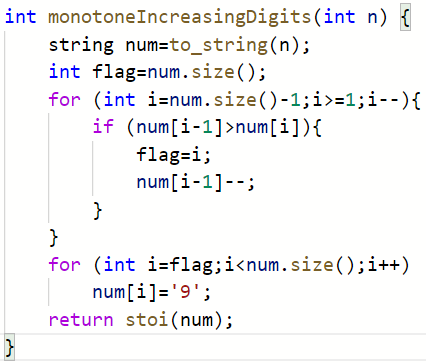 int monotoneIncreasingDigits(int n) {
    string num=to_string(n);
    int flag=num.size();
    for (int i=num.size()-1;i>=1;i--){
        if (num[i-1]>num[i]){
            flag=i;
            num[i-1]--;
        }
    }
    for (int i=flag;i<num.size();i++)
        num[i]='9';
    return stoi(num);
}